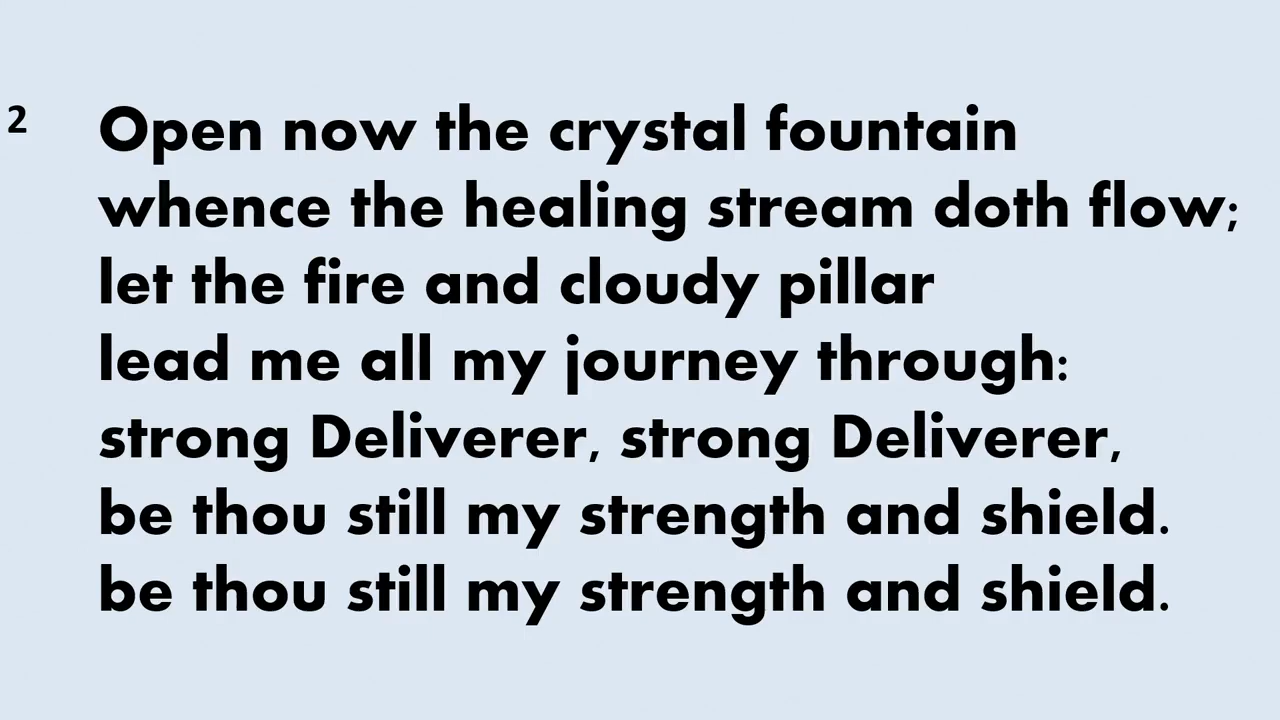 2 Open now the crystal fountain
whence the healing stream doth flow;
let the fire and cloudy pillar
lead me all my journey through:
strong Deliverer, strong Deliverer,
be thou still my strength and shield.
be thou still my strength and shield.